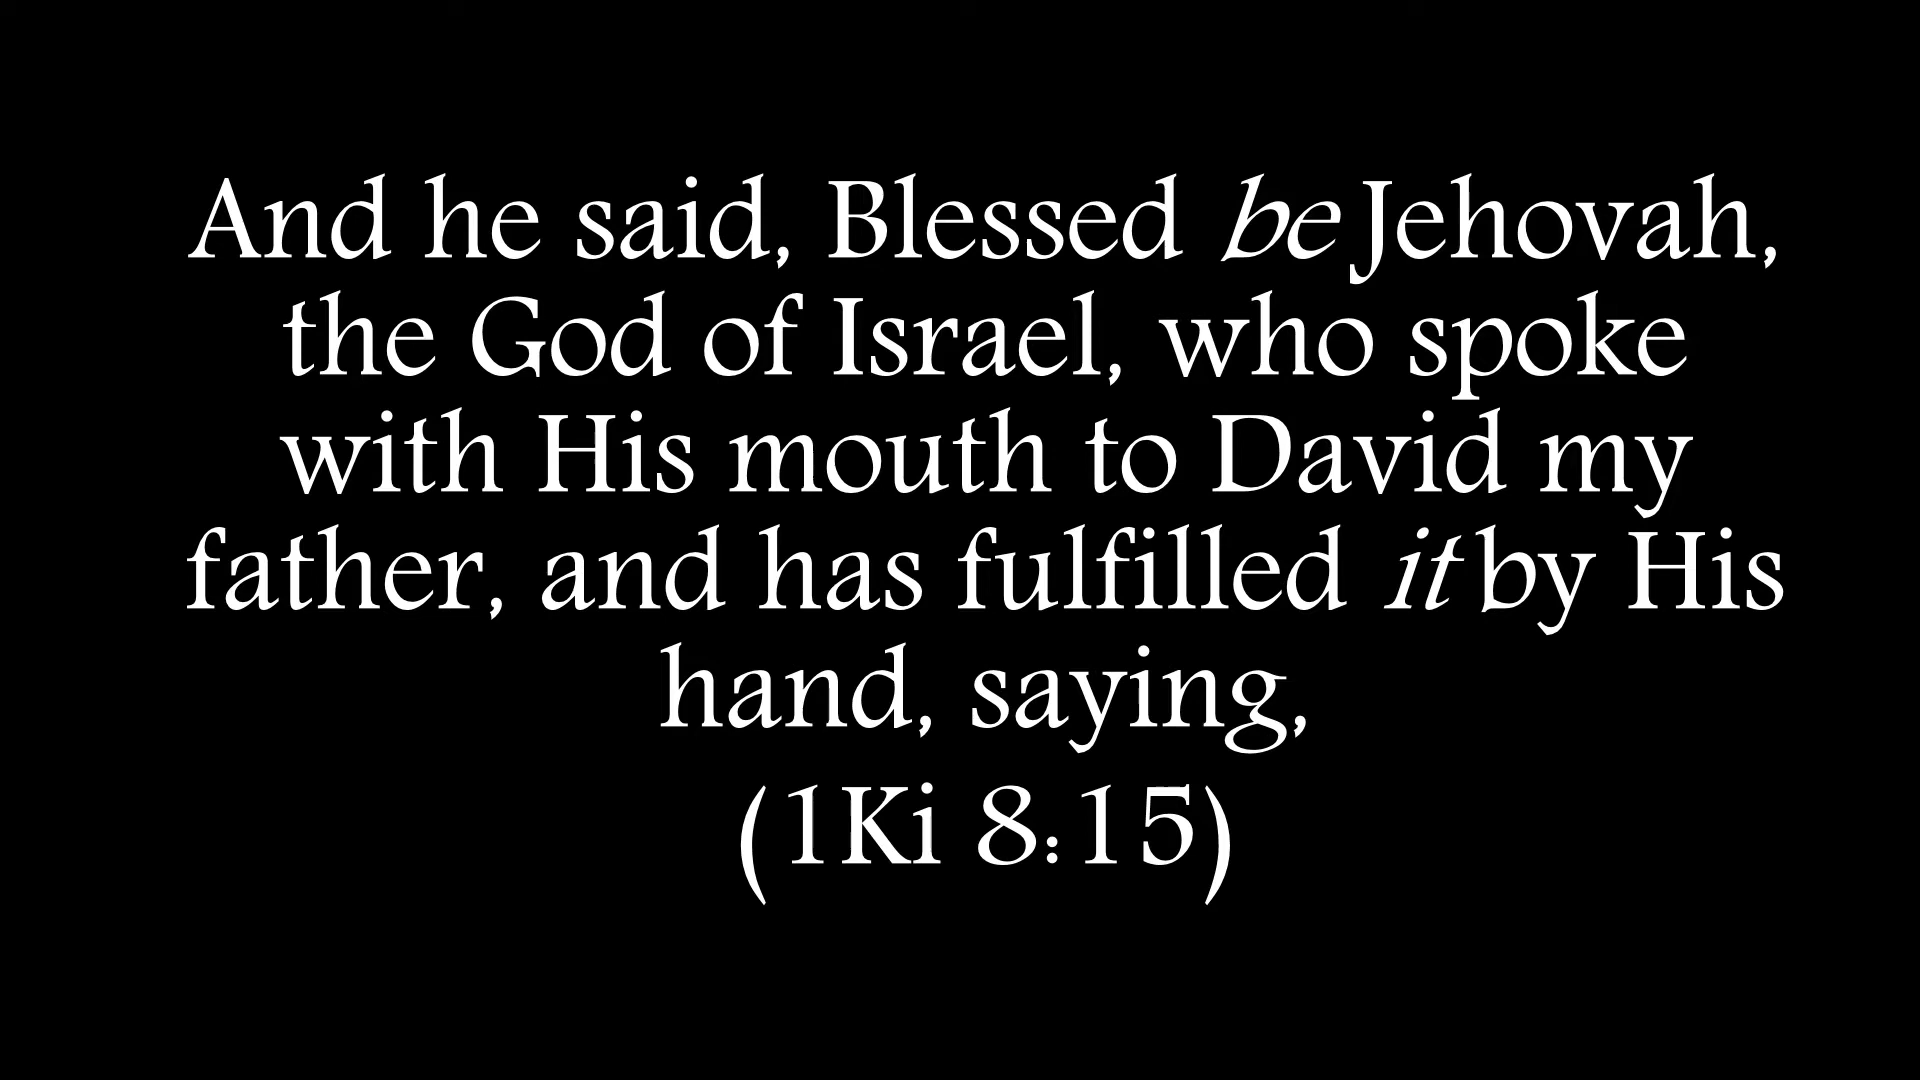 And he said, Blessed be Jehovah,
the God of Israel, who spoke
with His mouth to David my
father, and has fulfilled it by His
hand, saying,
(1Ki 8:15)